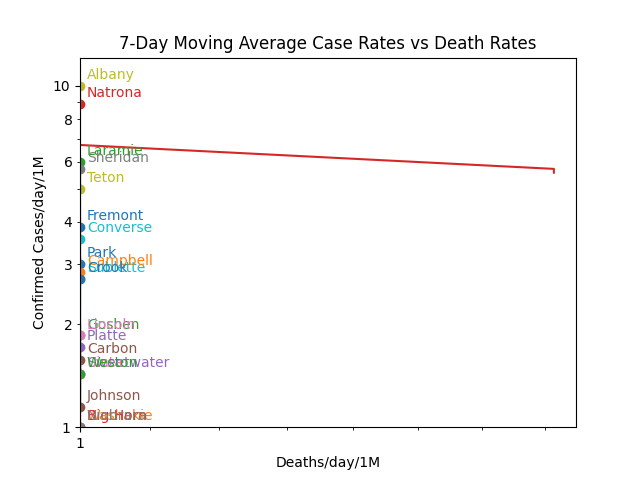 7-Day Moving Average Case Rates vs Death Rates
Albany
Natrona
Laramie
Sheridan
Teton
Fremont
Converse
Park
Campbell
Crook
Goshen
Platte
Carbon
Weston
Johnson
Big Horn
10
8
6
4
3
2
1
1
Confirmed Cases/day/1M
Deaths/day/1M